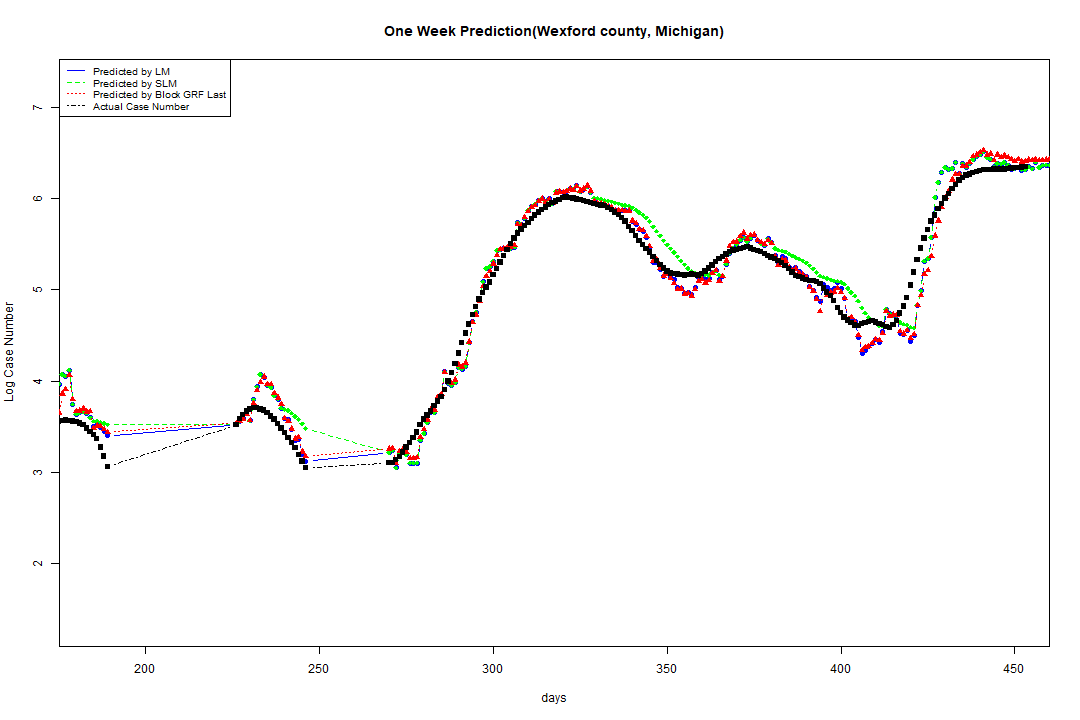 One Week Prediction(Wexford county, Michigan)
Predicted by LM
Predicted by SLM
Predicted by Block GRF Last
Actual Case Number
7
6
5
4
3
2
Log Case Number
200
250
300
350
400
450
days